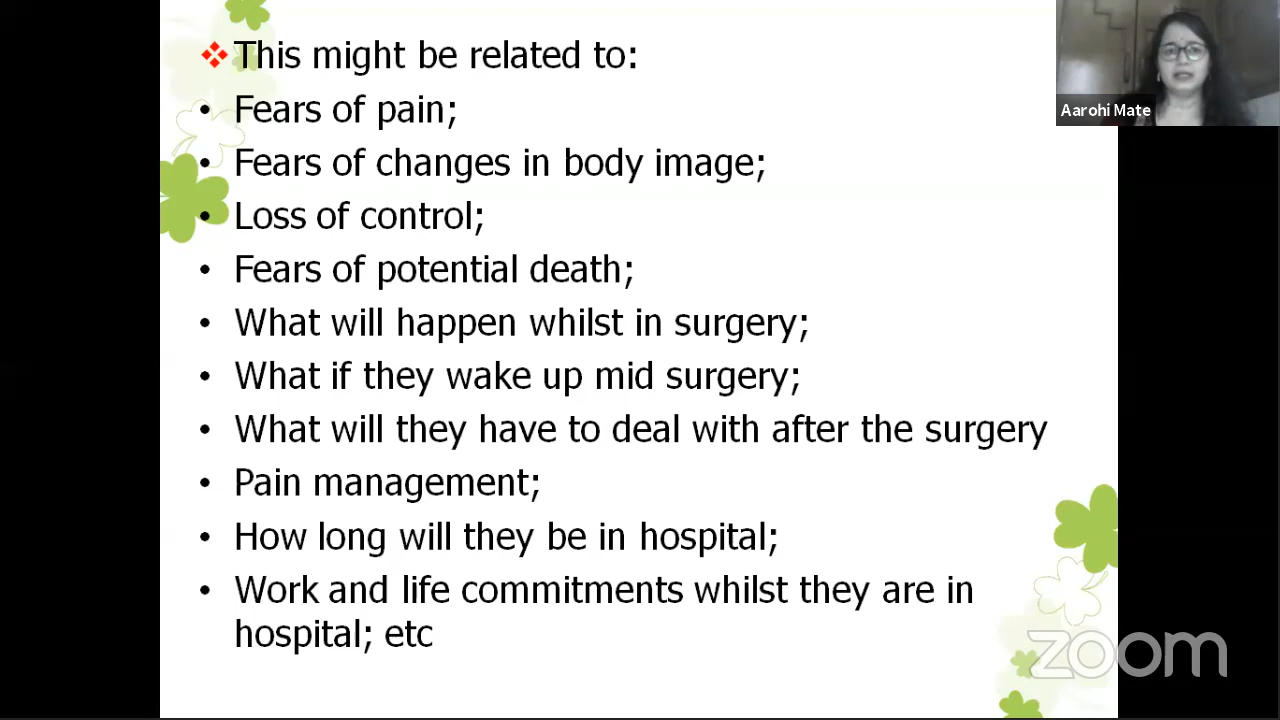 This might be related to:
• Fears of pain;
• Fears of changes in body image;
• Loss of control;
• Fears of potential death;
• What will happen whilst in surgery;
• What if they wake up mid surgery;
• What will they have to deal with after the surgery
• Pain management;
• How long will they be in hospital;
• Work and life commitments whilst they are in
hospital; etc
Aarohi Mate
zoom